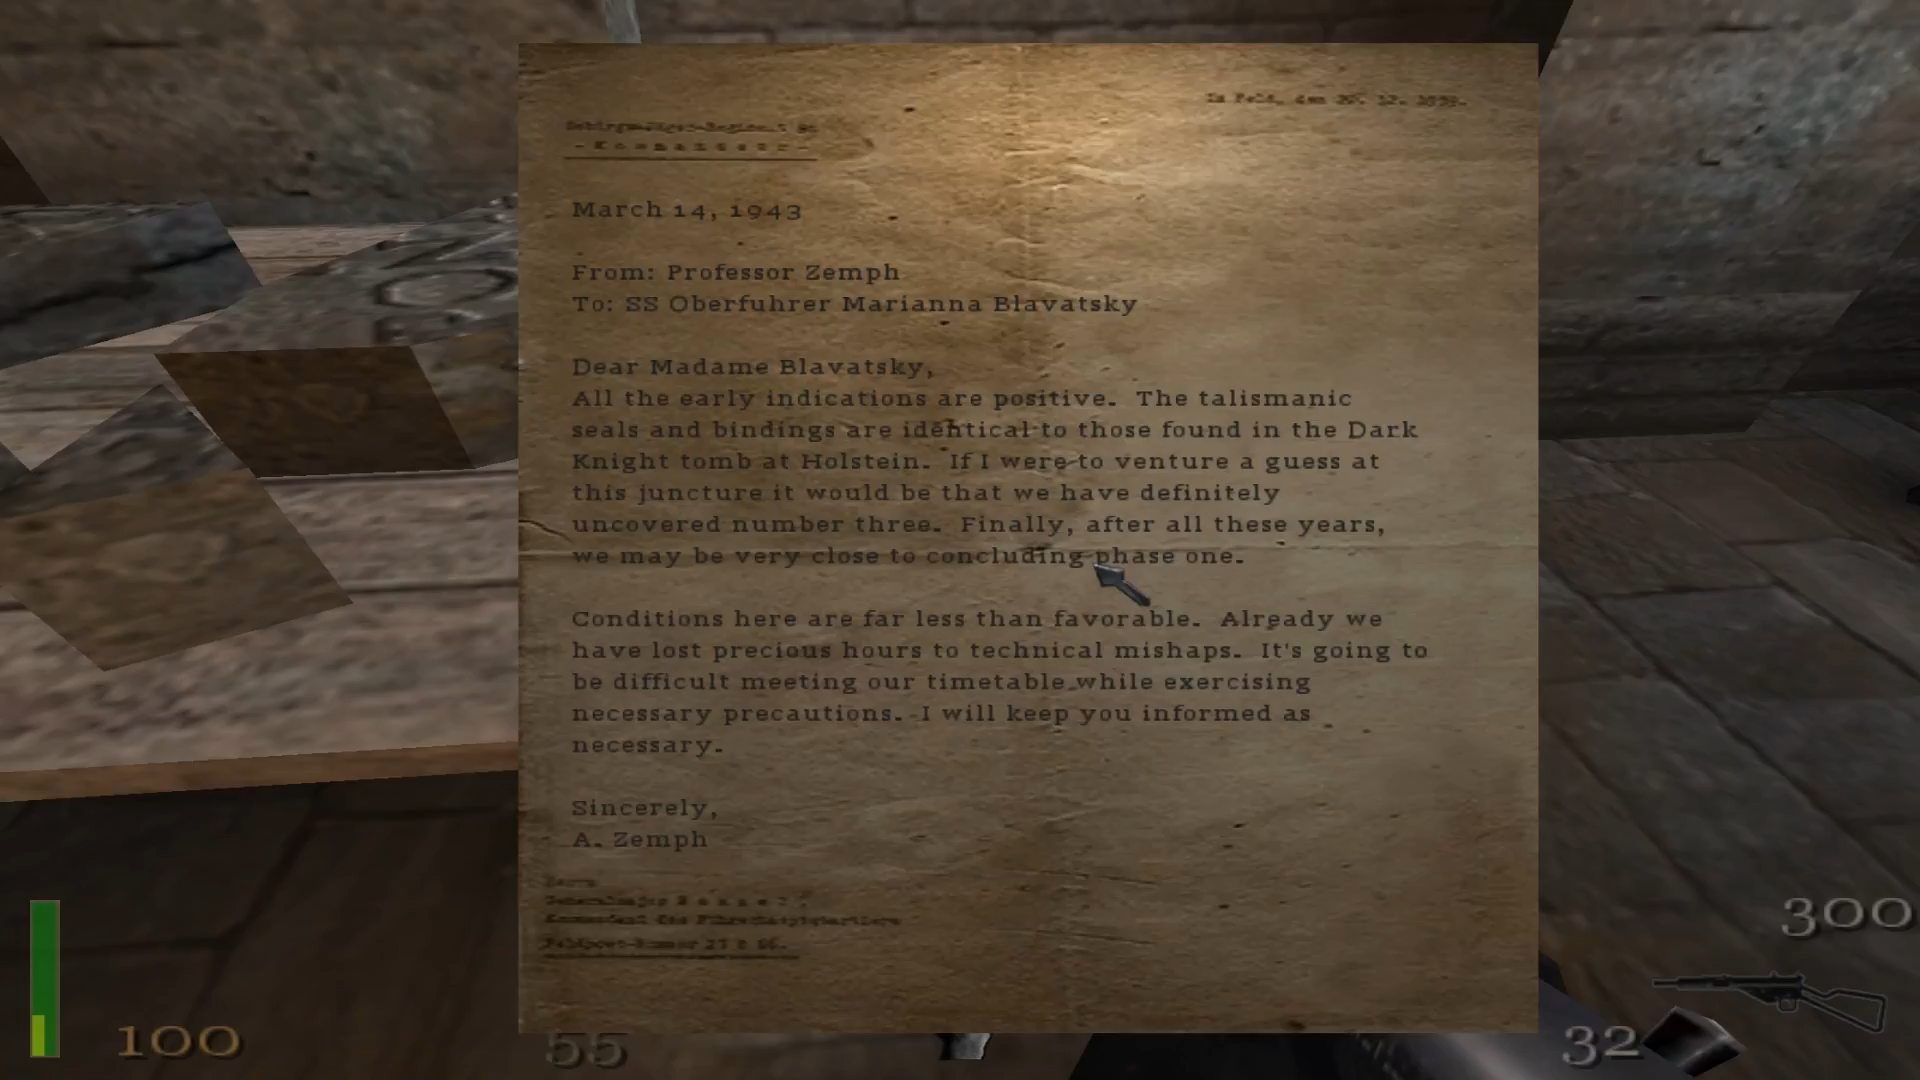 March 14, 1943
From: Professor Zemph
To: SS Oberfuhrer Marianna Blavatsky
Dear Madame Blavatsky,
All the early indications are positive. The talismanic
seals and bindings are identical to those found in the Dark
Knight tomb at Holstein. If I were to venture a guess at
this juncture it would be that we have definitely
uncovered number three. Finally, after all these years,
we may be very close to concluding phase one.
Conditions here are far less than favorable. Already we
have lost precious hours to technical mishaps. It's going to
be difficult meeting our timetable while exercising
necessary precautions. I will keep you informed as
necessary.
Sincerely,
A. Zemph
300
100
55
32